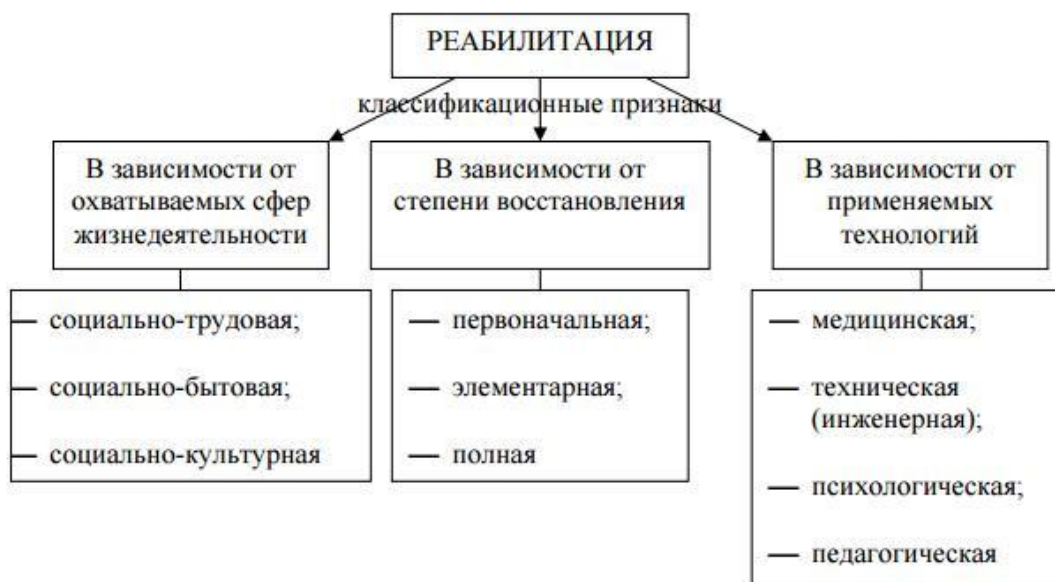 РЕАБИЛИТАЦИЯ
классификационные признаки
В зависимости от
охватываемых сфер
жизнедеятельности
В зависимости от
степени восстановления
В зависимости от
применяемых
технологий
— социально-трудовая;
— социально-бытовая;
— социально-культурная
— первоначальная;
— элементарная;
— полная
— медицинская;
— техническая
(инженерная);
— психологическая;
— педагогическая